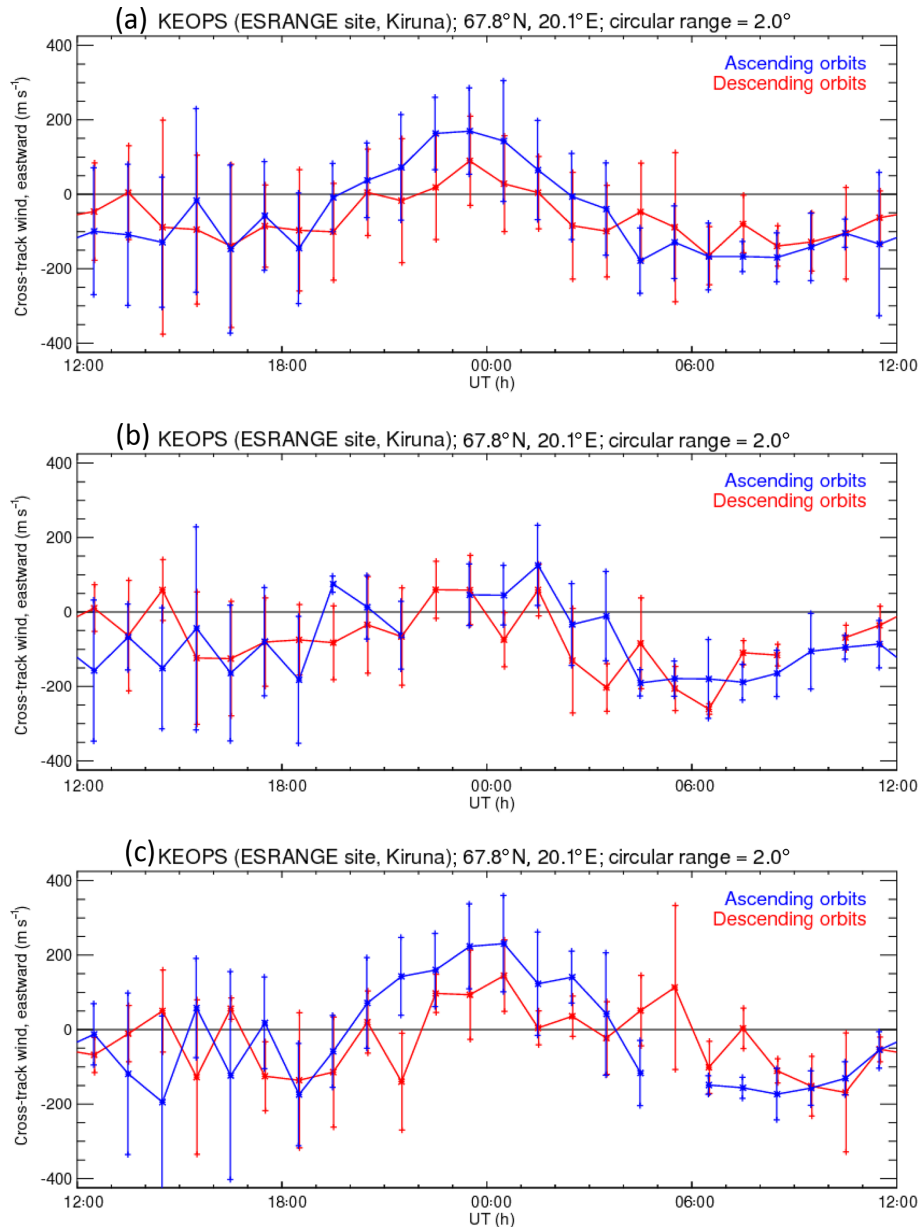 (a) KEOPS (ESRANGE site, Kiruna); 67.8°N, 20.1°E; circular range = 2.0°
400
200
0
-200
-400
Cross-track wind, eastward (m s⁻¹)
Ascending orbits
Descending orbits
12:00 18:00 00:00 06:00 12:00
UT (h)
(b) KEOPS (ESRANGE site, Kiruna); 67.8°N, 20.1°E; circular range = 2.0°
400
200
0
-200
-400
Cross-track wind, eastward (m s⁻¹)
Ascending orbits
Descending orbits
12:00 18:00 00:00 06:00 12:00
UT (h)
(c) KEOPS (ESRANGE site, Kiruna); 67.8°N, 20.1°E; circular range = 2.0°
400
200
0
-200
-400
Cross-track wind, eastward (m s⁻¹)
Ascending orbits
Descending orbits
12:00 18:00 00:00 06:00 12:00
UT (h)